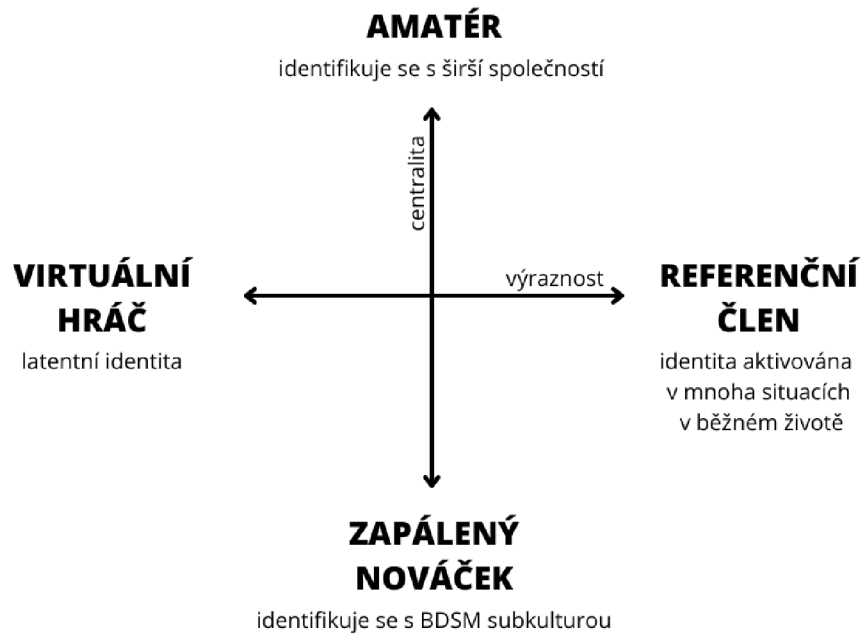 AMATÉR
identifikuje se s širší společností
centralita
výraznost
VIRTUÁLNÍ
HRÁČ
latentní identita
REFERENČNÍ
ČLEN
identita aktivována
v mnoha situacích
v běžném životě
ZAPÁLENÝ
NOVÁČEK
identifikuje se s BDSM subkulturou